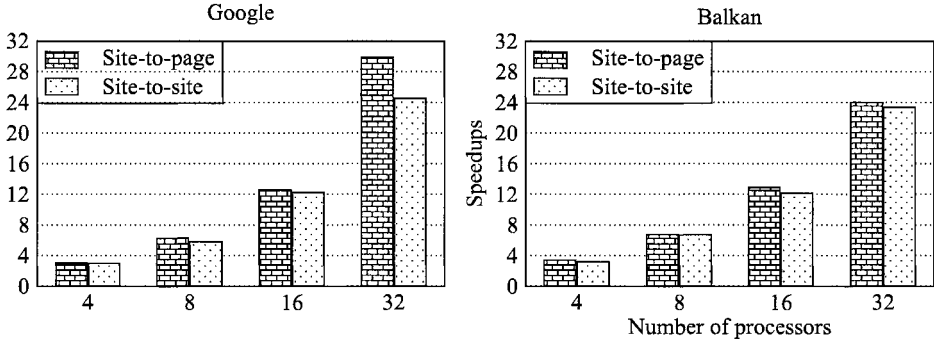 Google
32
28
24
20
16
12
8
4
0
Site-to-page
Site-to-site
4 8 16 32
Balkan
Speedups
32
28
24
20
16
12
8
4
0
Site-to-page
Site-to-site
4 8 16 32
Number of processors